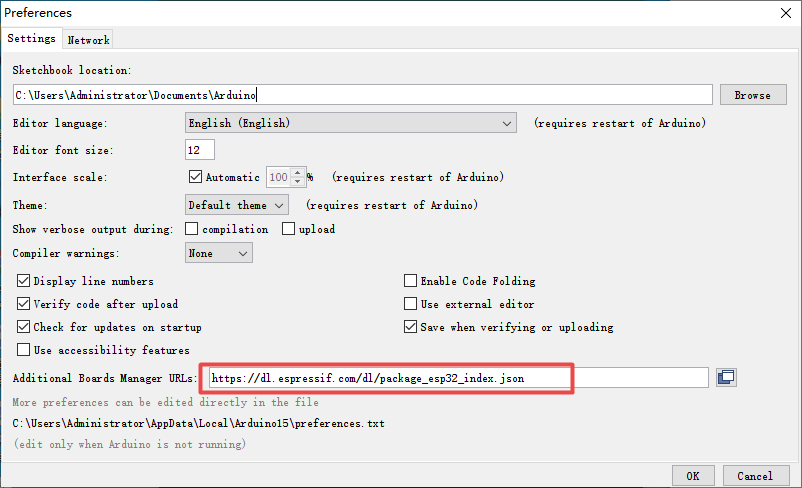 Preferences
Settings Network
Sketchbook location:
C:\Users\Administrator\Documents\Arduino Browse
Editor language: English (English) (requires restart of Arduino)
Editor font size: 12
Interface scale: Automatic 100 % (requires restart of Arduino)
Theme: Default theme (requires restart of Arduino)
Show verbose output during: compilation upload
Compiler warnings: None
Display line numbers Enable Code Folding
Verify code after upload Use external editor
Check for updates on startup Save when verifying or uploading
Use accessibility features
Additional Boards Manager URLs: https://dl.espressif.com/dl/package_esp32_index.json
More preferences can be edited directly in the file
C:\Users\Administrator\AppData\Local\Arduino15\preferences.txt
(edit only when Arduino is not running)
OK Cancel